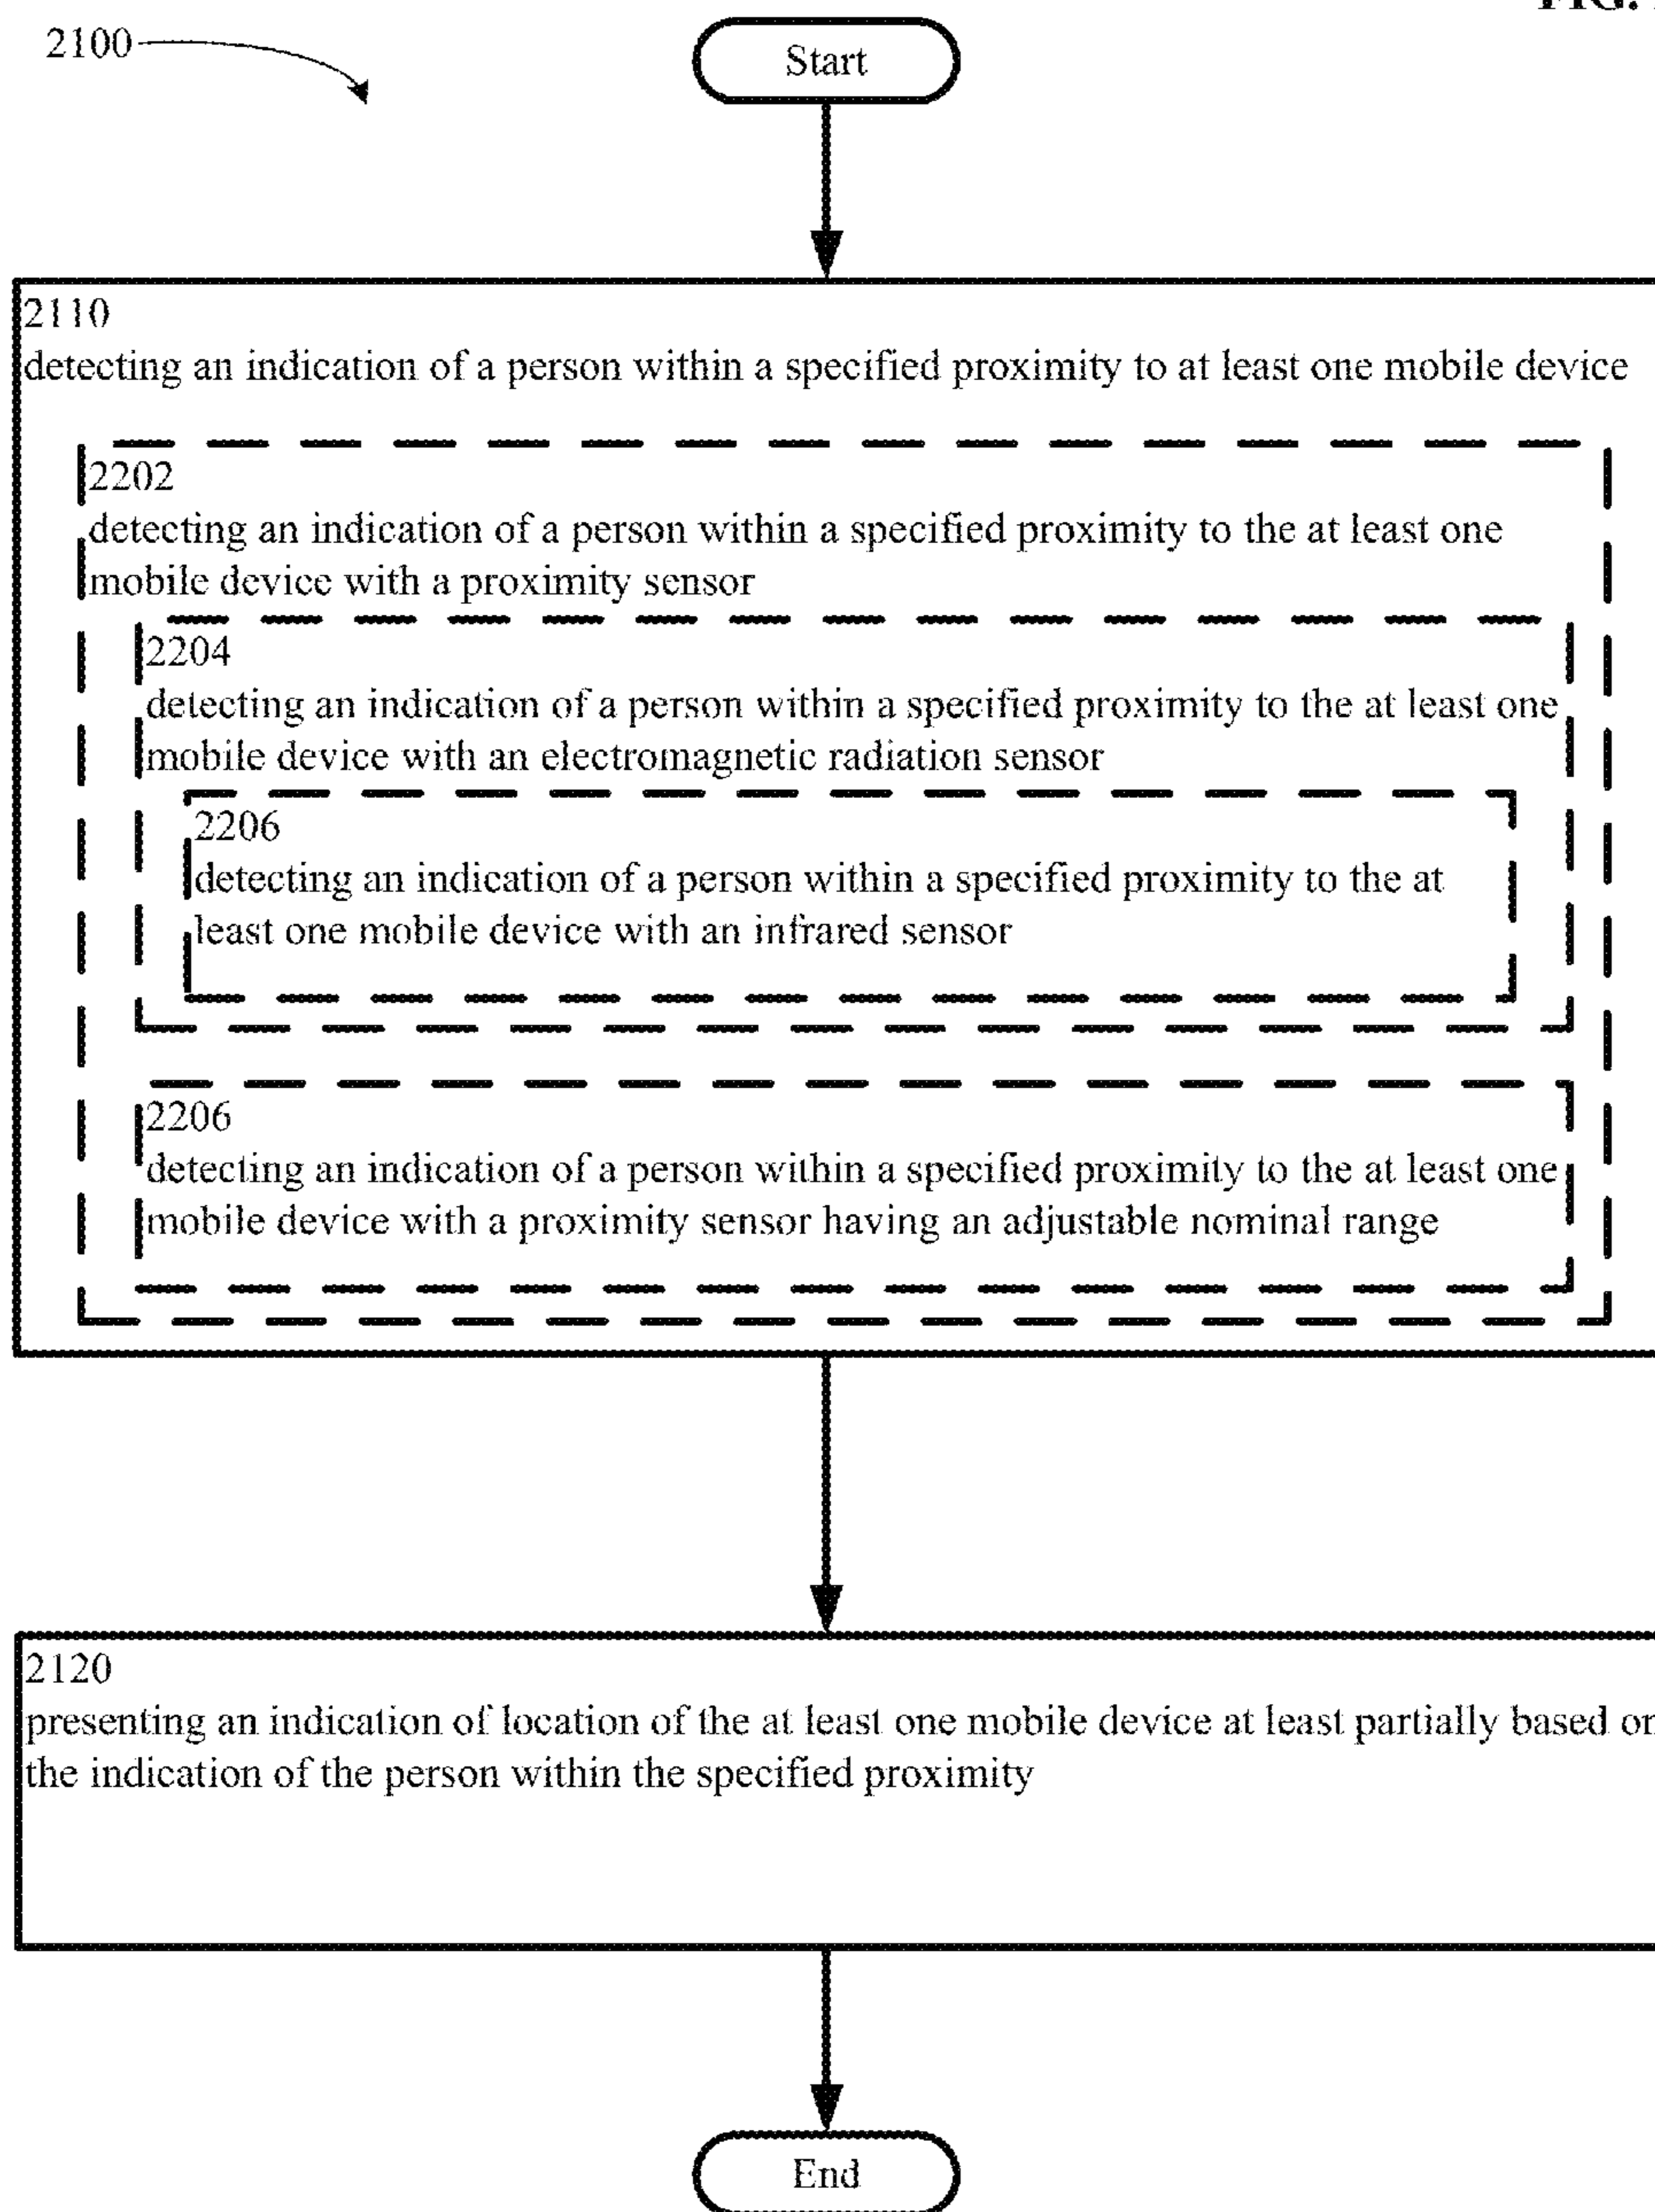 FIG.
2100
Start
2110
detecting an indication of a person within a specified proximity to at least one mobile device
2202
detecting an indication of a person within a specified proximity to the at least one
mobile device with a proximity sensor
2204
detecting an indication of a person within a specified proximity to the at least one
mobile device with an electromagnetic radiation sensor
2206
detecting an indication of a person within a specified proximity to the at
least one mobile device with an infrared sensor
2206
detecting an indication of a person within a specified proximity to the at least one
mobile device with a proximity sensor having an adjustable nominal range
2120
presenting an indication of location of the at least one mobile device at least partially based on
the indication of the person within the specified proximity
End